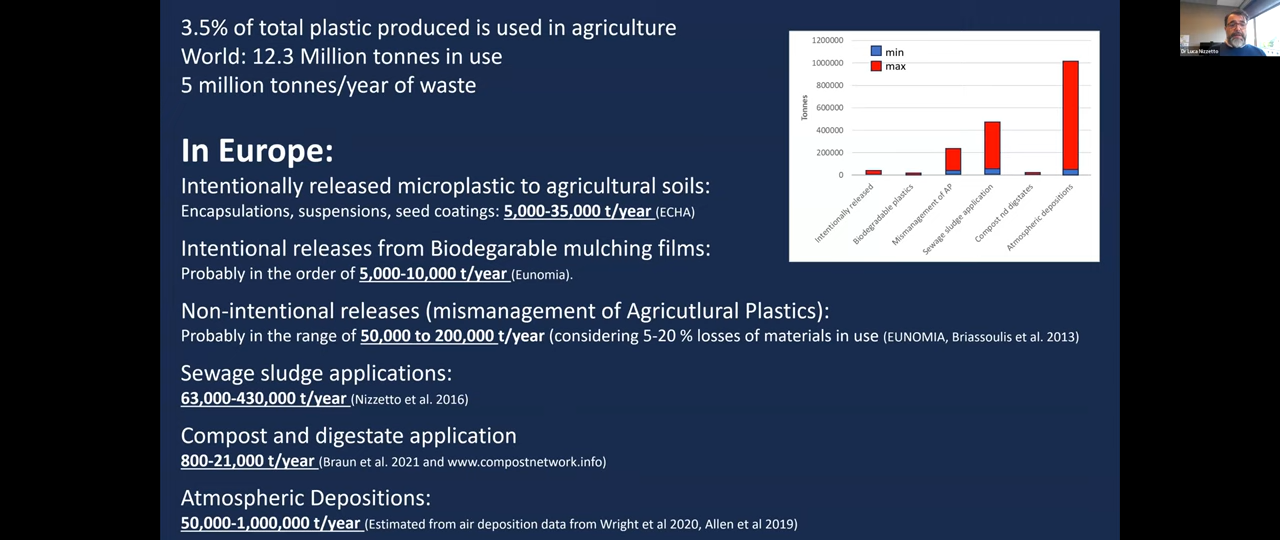 3.5% of total plastic produced is used in agriculture
World: 12.3 Million tonnes in use
5 million tonnes/year of waste
In Europe:
Intentionally released microplastic to agricultural soils:
Encapsulations, suspensions, seed coatings: 5,000-35,000 t/year (ECHA)
Intentional releases from Biodegarable mulching films:
Probably in the order of 5,000-10,000 t/year (Eunomia).
Non-intentional releases (mismanagement of Agricutlural Plastics):
Probably in the range of 50,000 to 200,000 t/year (considering 5-20 % losses of materials in use (EUNOMIA, Briassoulis et al. 2013)
Sewage sludge applications:
63,000-430,000 t/year (Nizzetto et al. 2016)
Compost and digestate application
800-21,000 t/year (Braun et al. 2021 and www.compostnetwork.info)
Atmospheric Depositions:
50,000-1,000,000 t/year (Estimated from air deposition data from Wright et al 2020, Allen et al 2019)
1200000
1000000
800000
600000
400000
200000
0
Tonnes
min
max
Intentionally released
Biodegradable plastics
Mismanagement of AP
Sewage sludge application
Compost nd digstates
Atmospheric depositions
Dr Luca Nizzetto